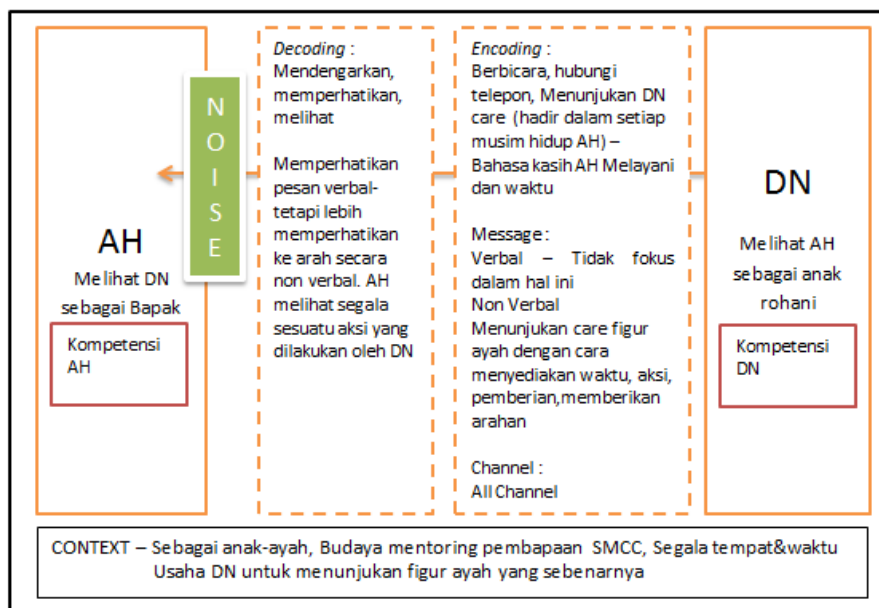 AH
Melihat DN
sebagai Bapak
Kompetensi
AH
NOISE
Decoding :
Mendengarkan,
memperhatikan,
melihat
Memperhatikan
pesan verbal-
tetapi lebih
memperhatikan
ke arah secara
non verbal. AH
melihat segala
sesuatu aksi yang
dilakukan oleh DN
Encoding :
Berbicara, hubungi
telepon, Menunjukan DN
care (hadir dalam setiap
musim hidup AH) –
Bahasa kasih AH Melayani
dan waktu
Message :
Verbal – Tidak fokus
dalam hal ini
Non Verbal
Menunjukan care figur
ayah dengan cara
menyediakan waktu, aksi,
pemberian,memberikan
arahan
Channel :
All Channel
DN
Melihat AH
sebagai anak
rohani
Kompetensi
DN
CONTEXT – Sebagai anak-ayah, Budaya mentoring pembapaan SMCC, Segala tempat&waktu
Usaha DN untuk menunjukan figur ayah yang sebenarnya